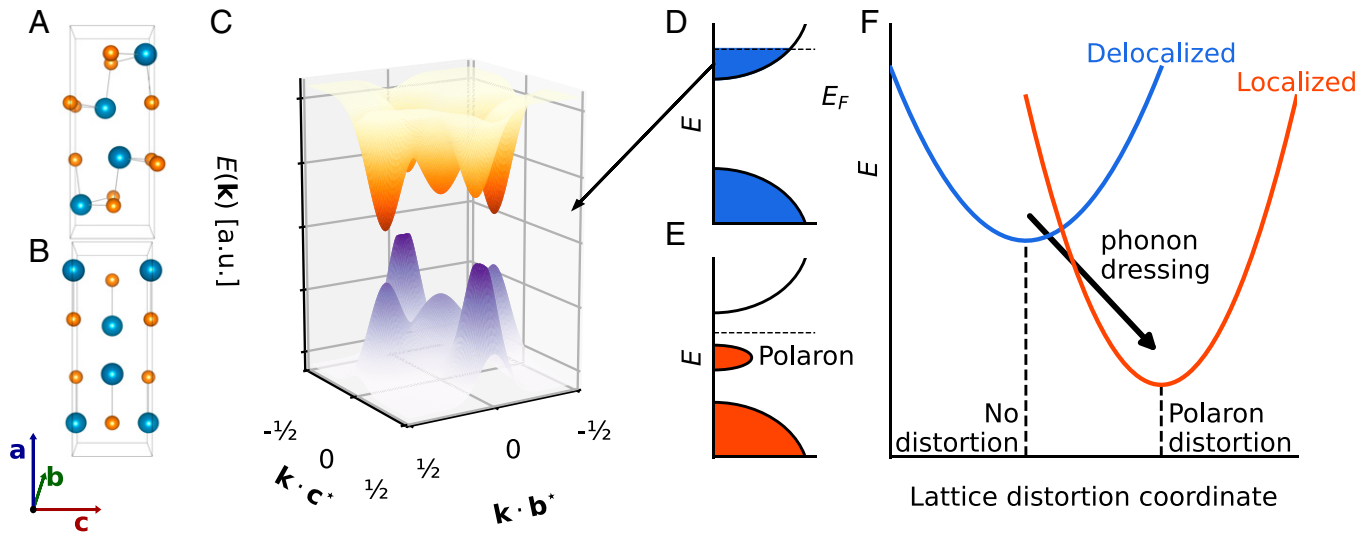 A
B
a
b
c
C
E(k) [a.u.]
-½
0
½
k · c*
½
0
-½
k · b*
D
E
E_F
E
E
Polaron
F
E
Delocalized
Localized
phonon
dressing
No
distortion
Polaron
distortion
Lattice distortion coordinate